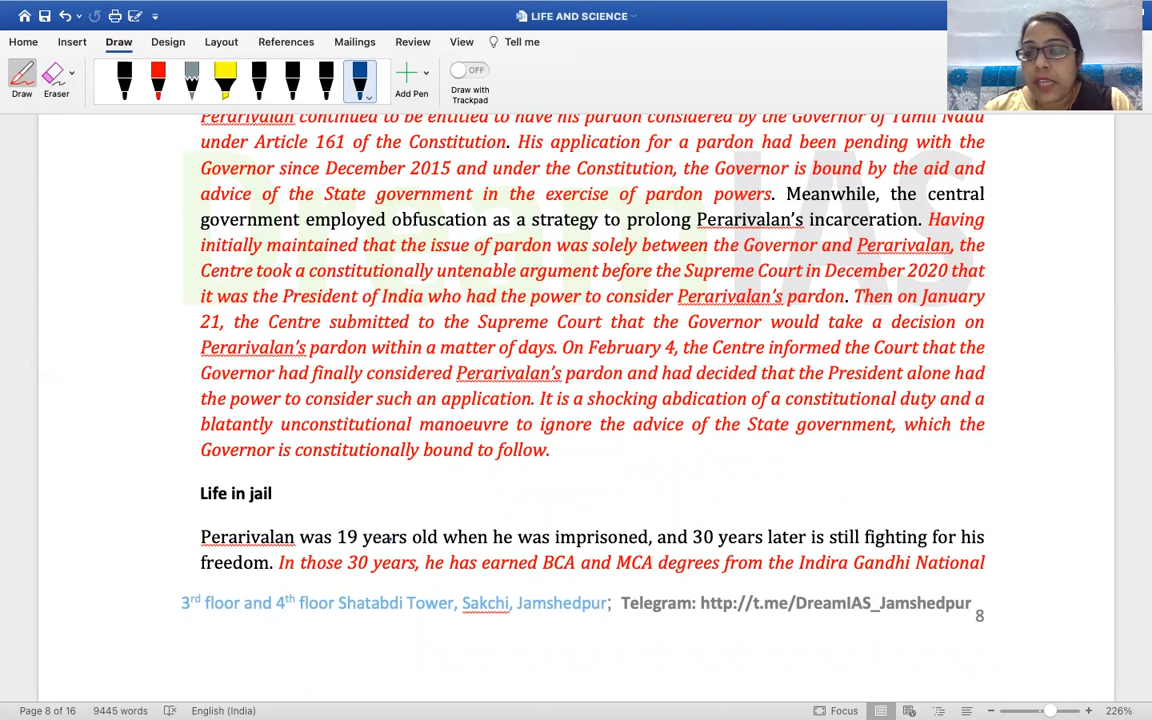 LIFE AND SCIENCE
Home Insert Draw Design Layout References Mailings Review View Tell me
OFF
Draw Eraser Add Pen Draw with Trackpad
Perarivalan continued to be entitled to have his pardon considered by the Governor of Tamil Nadu
under Article 161 of the Constitution. His application for a pardon had been pending with the
Governor since December 2015 and under the Constitution, the Governor is bound by the aid and
advice of the State government in the exercise of pardon powers. Meanwhile, the central
government employed obfuscation as a strategy to prolong Perarivalan's incarceration. Having
initially maintained that the issue of pardon was solely between the Governor and Perarivalan, the
Centre took a constitutionally untenable argument before the Supreme Court in December 2020 that
it was the President of India who had the power to consider Perarivalan's pardon. Then on January
21, the Centre submitted to the Supreme Court that the Governor would take a decision on
Perarivalan's pardon within a matter of days. On February 4, the Centre informed the Court that the
Governor had finally considered Perarivalan's pardon and had decided that the President alone had
the power to consider such an application. It is a shocking abdication of a constitutional duty and a
blatantly unconstitutional manoeuvre to ignore the advice of the State government, which the
Governor is constitutionally bound to follow.
Life in jail
Perarivalan was 19 years old when he was imprisoned, and 30 years later is still fighting for his
freedom. In those 30 years, he has earned BCA and MCA degrees from the Indira Gandhi National
3rd floor and 4th floor Shatabdi Tower, Sakchi, Jamshedpur; Telegram: http://t.me/DreamIAS_Jamshedpur
8
Page 8 of 16 9445 words English (India) Focus 226%